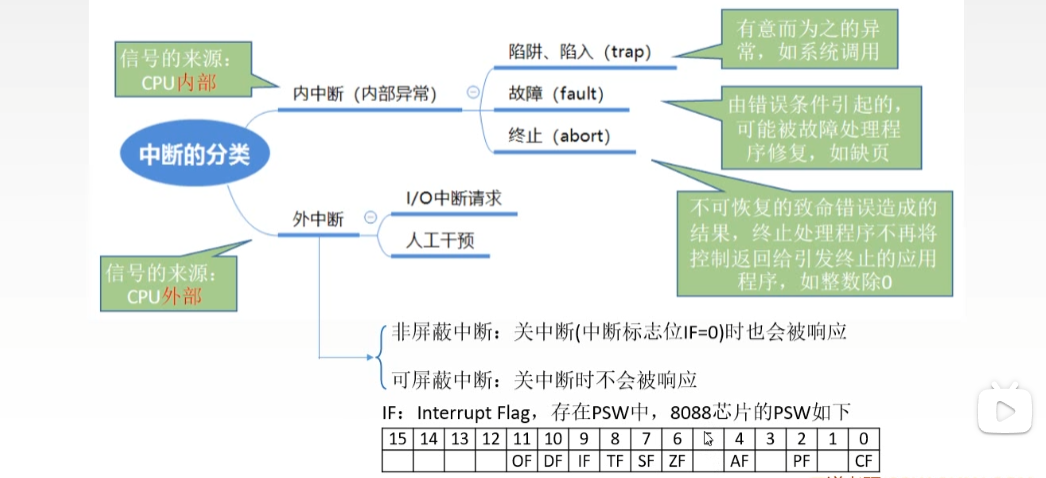 有意而为之的异
常，如系统调用
信号的来源：
CPU内部
陷阱、陷入（trap）
内中断（内部异常）
故障（fault）
由错误条件引起的，
可能被故障处理程
序修复，如缺页
终止（abort）
中断的分类
I/O中断请求
外中断
人工干预
不可恢复的致命错误造成的
结果，终止处理程序不再将
控制返回给引发终止的应用
程序，如整数除0
信号的来源：
CPU外部
非屏蔽中断：关中断(中断标志位IF=0)时也会被响应
可屏蔽中断：关中断时不会被响应
IF：Interrupt Flag，存在PSW中，8088芯片的PSW如下
15 14 13 12 11 10 9 8 7 6 4 3 2 1 0
OF DF IF TF SF ZF AF PF CF